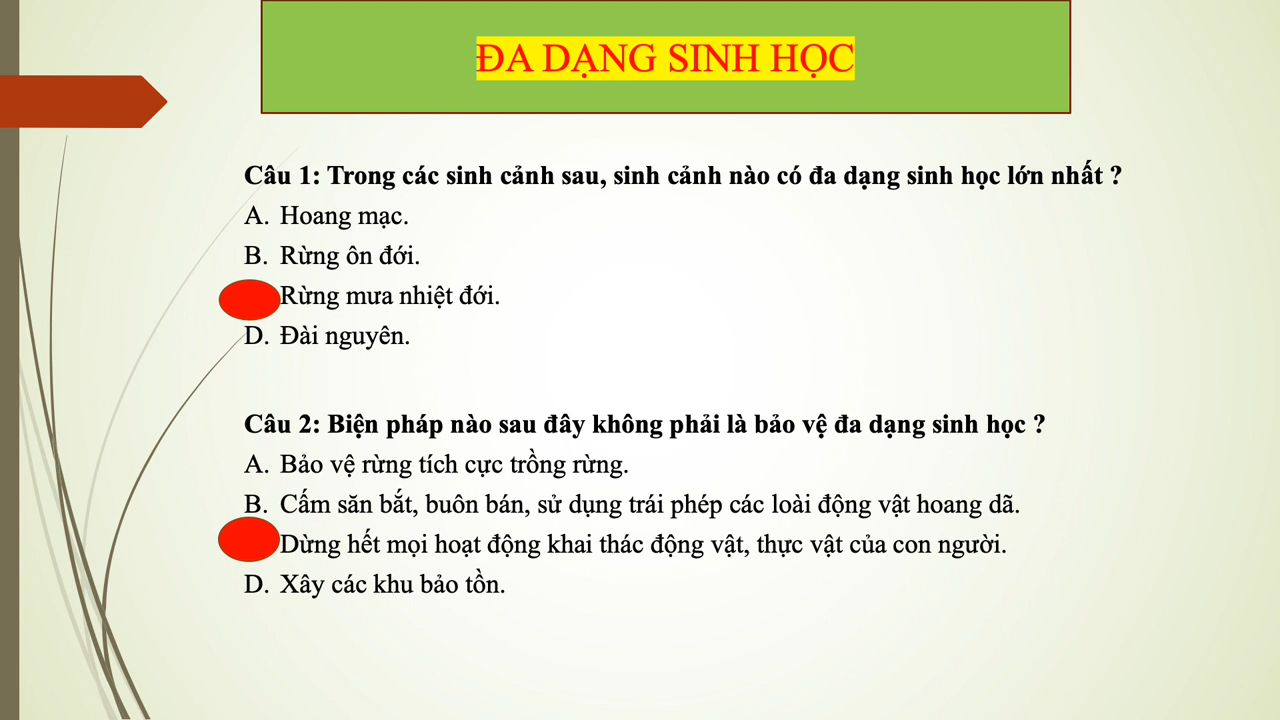 ĐA DẠNG SINH HỌC
Câu 1: Trong các sinh cảnh sau, sinh cảnh nào có đa dạng sinh học lớn nhất ?
A. Hoang mạc.
B. Rừng ôn đới.
Rừng mưa nhiệt đới.
D. Đài nguyên.
Câu 2: Biện pháp nào sau đây không phải là bảo vệ đa dạng sinh học ?
A. Bảo vệ rừng tích cực trồng rừng.
B. Cấm săn bắt, buôn bán, sử dụng trái phép các loài động vật hoang dã.
Dừng hết mọi hoạt động khai thác động vật, thực vật của con người.
D. Xây các khu bảo tồn.